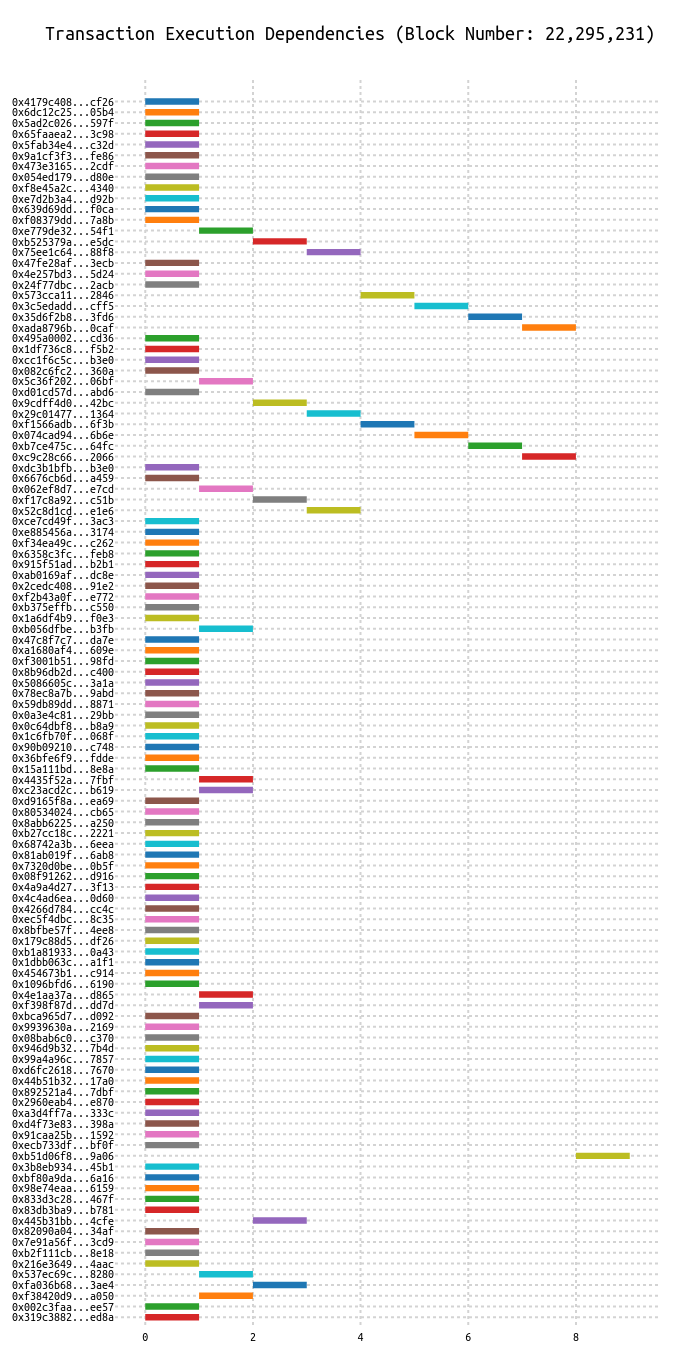 Transaction Execution Dependencies (Block Number: 22,295,231)
0x4179c408...cf26
0x6dc12c25...05b4
0x5ad2c026...597f
0x65faaea2...3c98
0x5fab34e4...c32d
0x9a1cf3f3...fe86
0x473e3165...2cdf
0x054ed179...d80e
0xf8e45a2c...4340
0xe7d2b3a4...d92b
0x639d69dd...f0ca
0xf08379dd...7a8b
0xe779de32...54f1
0xb525379a...e5dc
0x75ee1c64...88f8
0x47fe28af...3ecb
0x4e257bd3...5d24
0x24f77dbc...2acb
0x573cca11...2846
0x3c5edadd...cff5
0x35d6f2b8...3fd6
0xada8796b...0caf
0x495a0002...cd36
0x1df736c8...f5b2
0xcc1f6c5c...b3e0
0x082c6fc2...360a
0x5c36f202...06bf
0xd01cd57d...abd6
0x9cdff4d0...42bc
0x29c01477...1364
0xf1566adb...6f3b
0x074cad94...6b6e
0xb7ce475c...64fc
0xc9c28c66...2066
0xdc3b1bfb...b3e0
0x6676cb6d...a459
0x062ef8d7...e7cd
0xf17c8a92...c51b
0x52c8d1cd...e1e6
0xce7cd49f...3ac3
0xe885456a...3174
0xf34ea49c...c262
0x6358c3fc...feb8
0x915f51ad...b2b1
0xab0169af...dc8e
0x2cedc408...91e2
0xf2b43a0f...e772
0xb375effb...c550
0x1a6df4b9...f0e3
0xb056dfbe...b3fb
0x47c8f7c7...da7e
0xa1680af4...609e
0xf3001b51...98fd
0x8b96db2d...c400
0x5086605c...3a1a
0x78ec8a7b...9abd
0x59db89dd...8871
0x0a3e4c81...29bb
0x0c64dbf8...b8a9
0x1c6fb70f...068f
0x90b09210...c748
0x36bfe6f9...fdde
0x15a111bd...8e8a
0x4435f52a...7fbf
0xc23acd2c...b619
0xd9165f8a...ea69
0x80534024...cb65
0x8abb6225...a250
0xb27cc18c...2221
0x68742a3b...6eea
0x81ab019f...6ab8
0x7320d0be...0b5f
0x08f91262...d916
0x4a9a4d27...3f13
0x4c4ad6ea...0d60
0x4266d784...cc4c
0xec5f4dbc...8c35
0x8bfbe57f...4ee8
0x179c88d5...df26
0xb1a81933...0a43
0x1dbb063c...a1f1
0x454673b1...c914
0x1096bfd6...6190
0x4e1aa37a...d865
0xf398f87d...dd7d
0xbca965d7...d092
0x9939630a...2169
0x08bab6c0...c370
0x946d9b32...7b4d
0x99a4a96c...7857
0xd6fc2618...7670
0x44b51b32...17a0
0x892521a4...7dbf
0x2960eab4...e870
0xa3d4ff7a...333c
0xd4f73e83...398a
0x91caa25b...1592
0xecb733df...bf0f
0xb51d06f8...9a06
0x3b8eb934...45b1
0xbf80a9da...6a16
0x98e74eaa...6159
0x833d3c28...467f
0x83db3ba9...b781
0x445b31bb...4cfe
0x82090a04...34af
0x7e91a56f...3cd9
0xb2f111cb...8e18
0x216e3649...4aac
0x537ec69c...8280
0xfa036b68...3ae4
0xf38420d9...a050
0x002c3faa...ee57
0x319c3882...ed8a
0 2 4 6 8